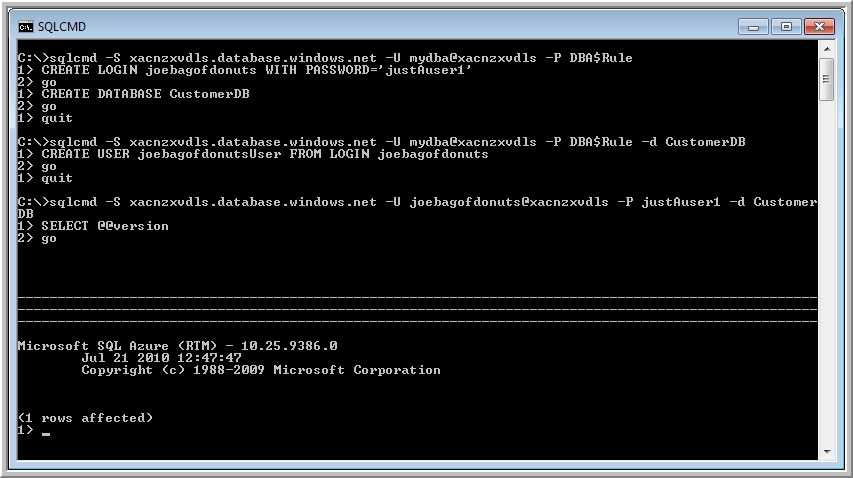 SQLCMD
C:\>sqlcmd -S xacnzxvdls.database.windows.net -U mydba@xacnzxvdls -P DBA$Rule
1> CREATE LOGIN joebagofdonuts WITH PASSWORD='justAuser1'
2> go
1> CREATE DATABASE CustomerDB
2> go
1> quit
C:\>sqlcmd -S xacnzxvdls.database.windows.net -U mydba@xacnzxvdls -P DBA$Rule -d CustomerDB
1> CREATE USER joebagofdonutsUser FROM LOGIN joebagofdonuts
2> go
1> quit
C:\>sqlcmd -S xacnzxvdls.database.windows.net -U joebagofdonuts@xacnzxvdls -P justAuser1 -d Customer
DB
1> SELECT @@version
2> go
----------------------------------------------------------------------------------------------------
----------------------------------------------------------------------------------------------------
----------------------------------------------------------------------------------------------------
Microsoft SQL Azure (RTM) - 10.25.9386.0
Jul 21 2010 12:47:47
Copyright (c) 1988-2009 Microsoft Corporation
(1 rows affected)
1> _